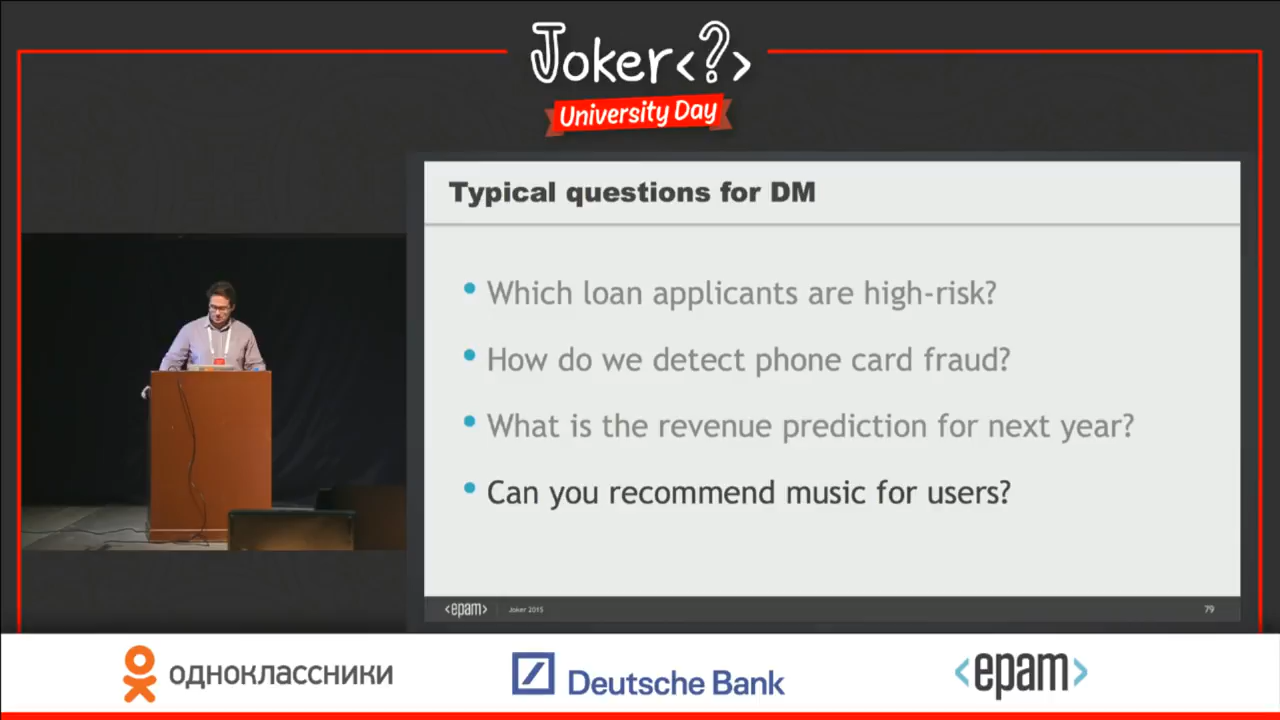 Joker<?>
University Day
Typical questions for DM
• Which loan applicants are high-risk?
• How do we detect phone card fraud?
• What is the revenue prediction for next year?
• Can you recommend music for users?
<epam> | Joker 2015
79
одноклассники
Deutsche Bank
<epam>